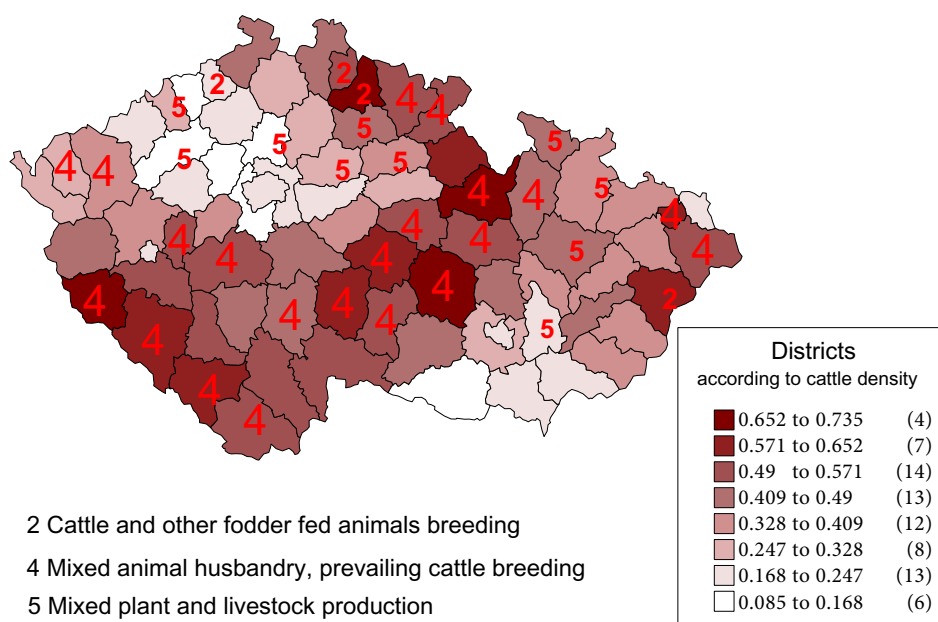 2
2
5
2
4
4
5
5
5
4
4
5
5
5
4
4
5
4
4
4
4
4
5
4
4
4
4
4
2
4
4
4
5
4
4
4
Districts
according to cattle density
0.652 to 0.735 (4)
0.571 to 0.652 (7)
0.49 to 0.571 (14)
0.409 to 0.49 (13)
0.328 to 0.409 (12)
0.247 to 0.328 (8)
0.168 to 0.247 (13)
0.085 to 0.168 (6)
2 Cattle and other fodder fed animals breeding
4 Mixed animal husbandry, prevailing cattle breeding
5 Mixed plant and livestock production